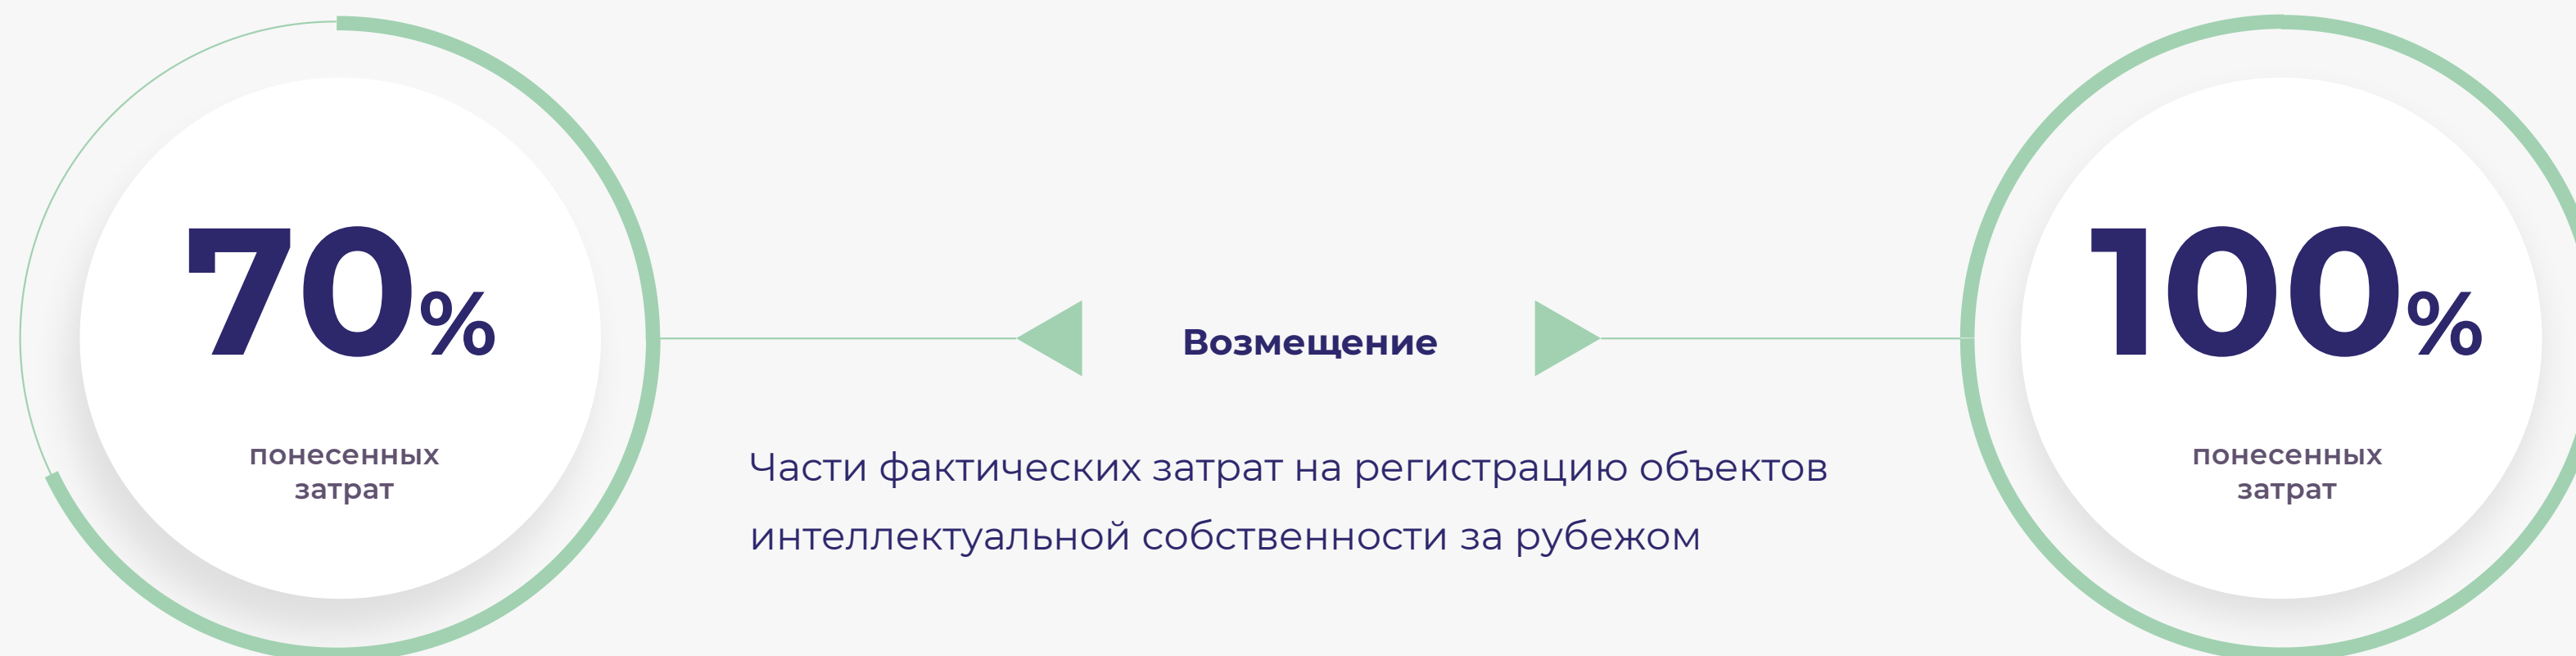 70%
понесенных
затрат
Возмещение
Части фактических затрат на регистрацию объектов
интеллектуальной собственности за рубежом
100%
понесенных
затрат